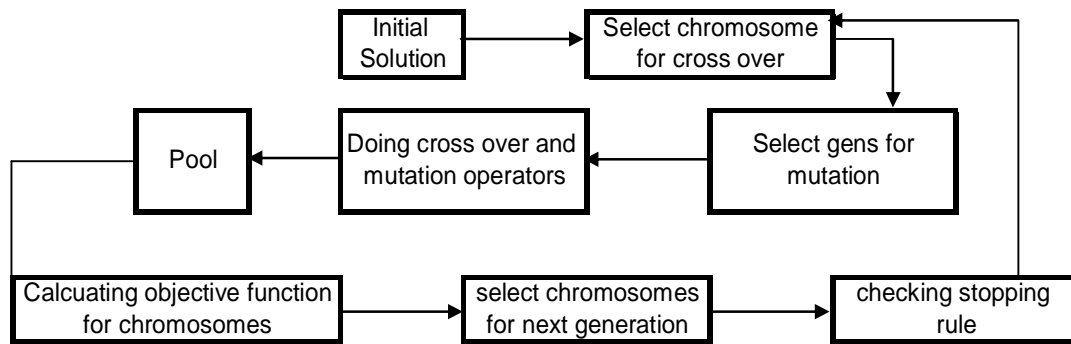 Initial
Solution
Select chromosome
for cross over
Select gens for
mutation
Doing cross over and
mutation operators
Pool
Calcuating objective function
for chromosomes
select chromosomes
for next generation
checking stopping
rule